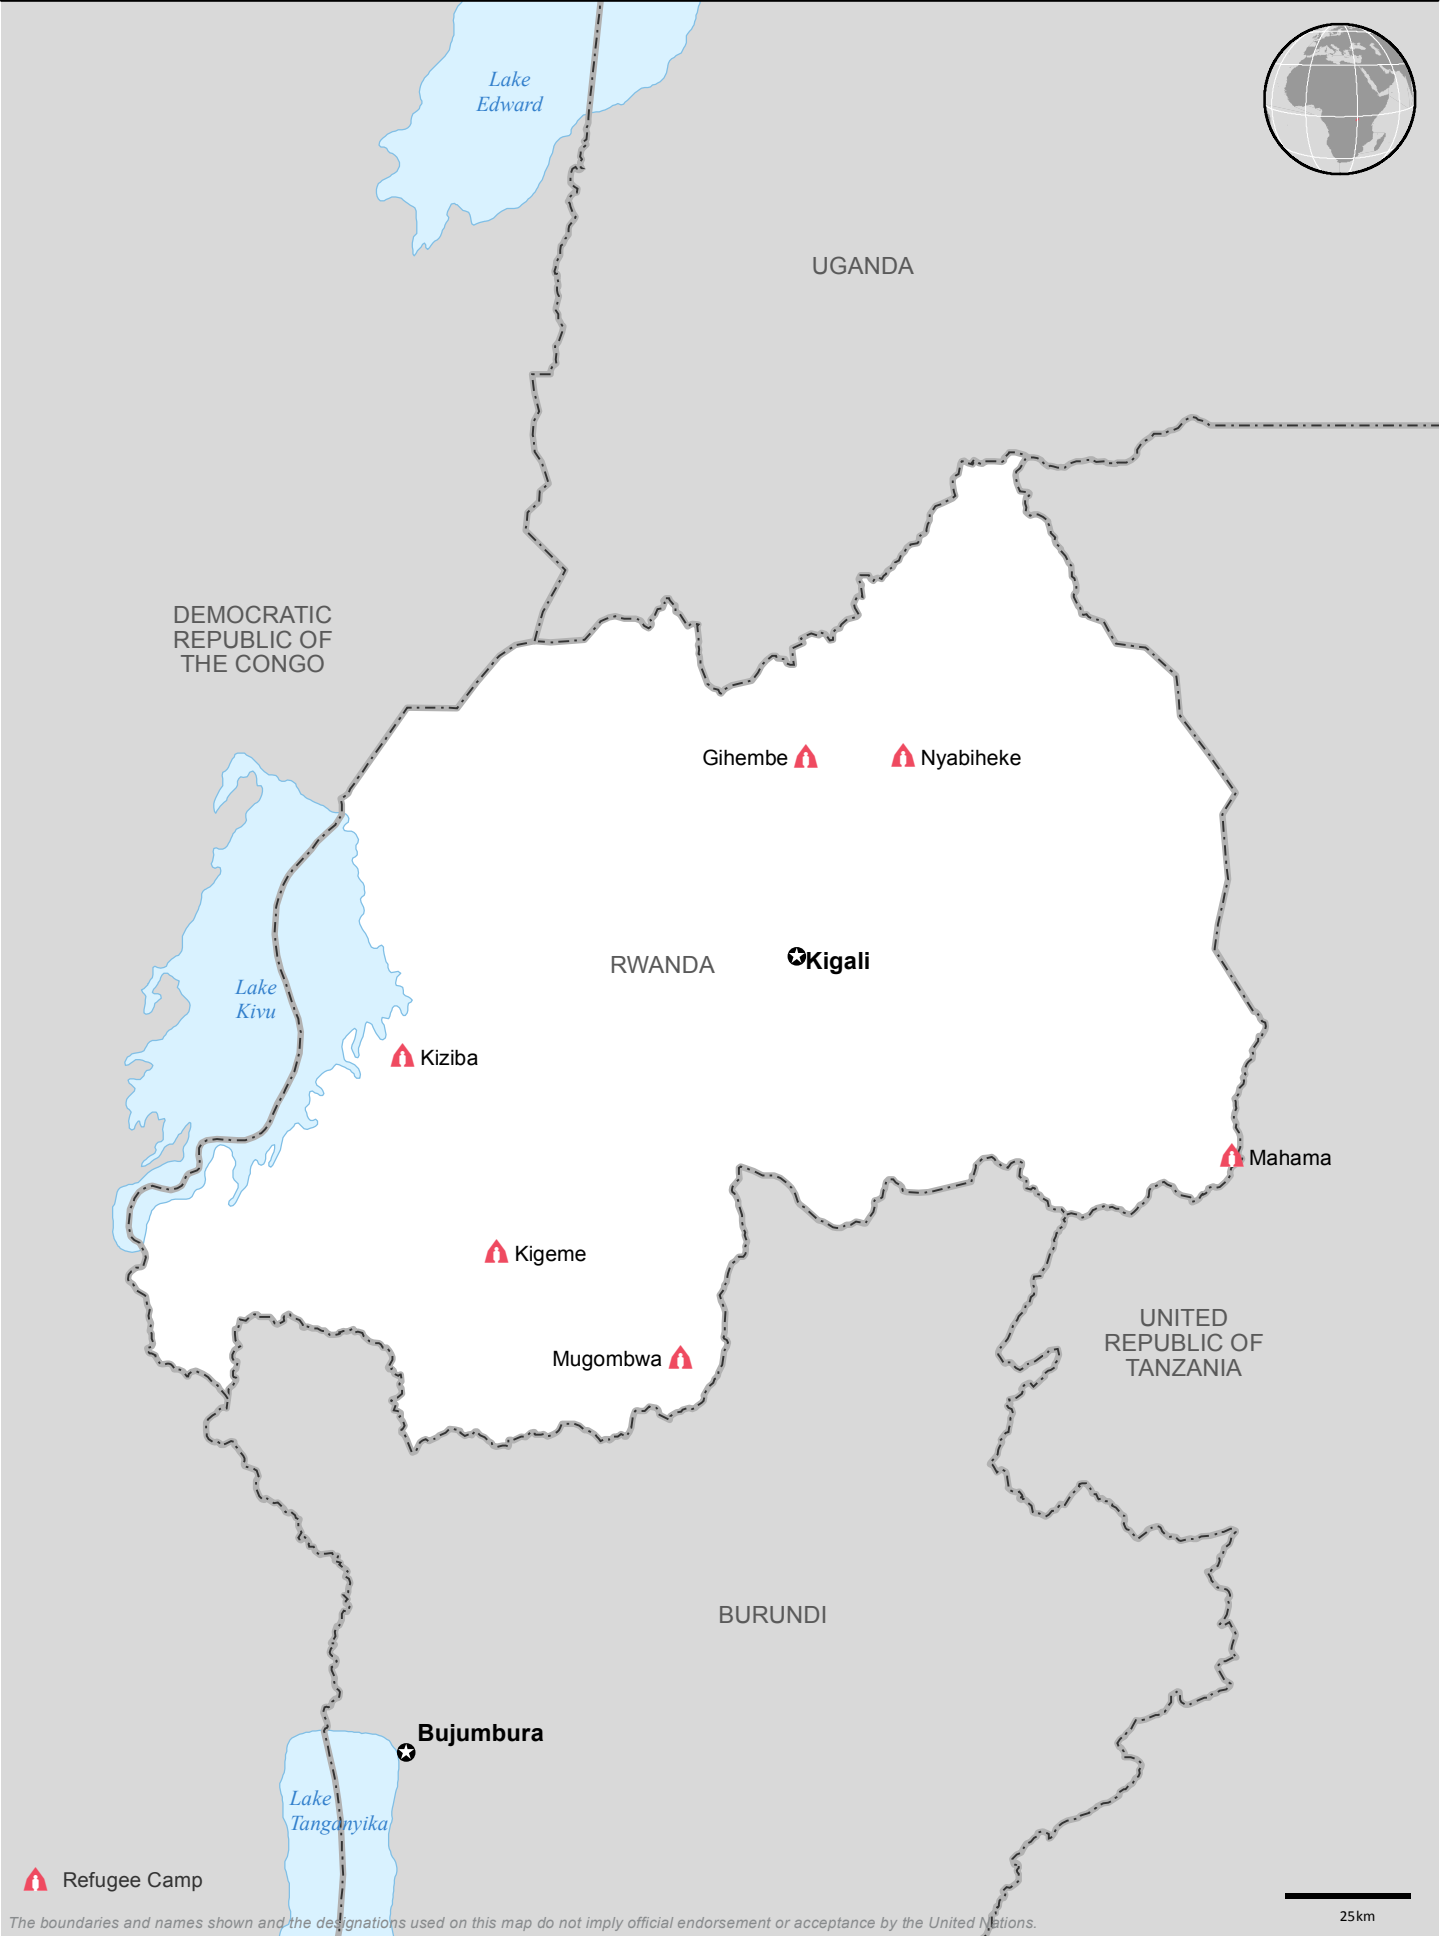 Lake
Edward
UGANDA
DEMOCRATIC
REPUBLIC OF
THE CONGO
Gihembe
Nyabiheke
RWANDA
Kigali
Lake
Kivu
Kiziba
Mahama
Kigeme
UNITED
REPUBLIC OF
TANZANIA
Mugombwa
BURUNDI
Bujumbura
Lake
Tanganyika
Refugee Camp
The boundaries and names shown and the designations used on this map do not imply official endorsement or acceptance by the United Nations.
25km